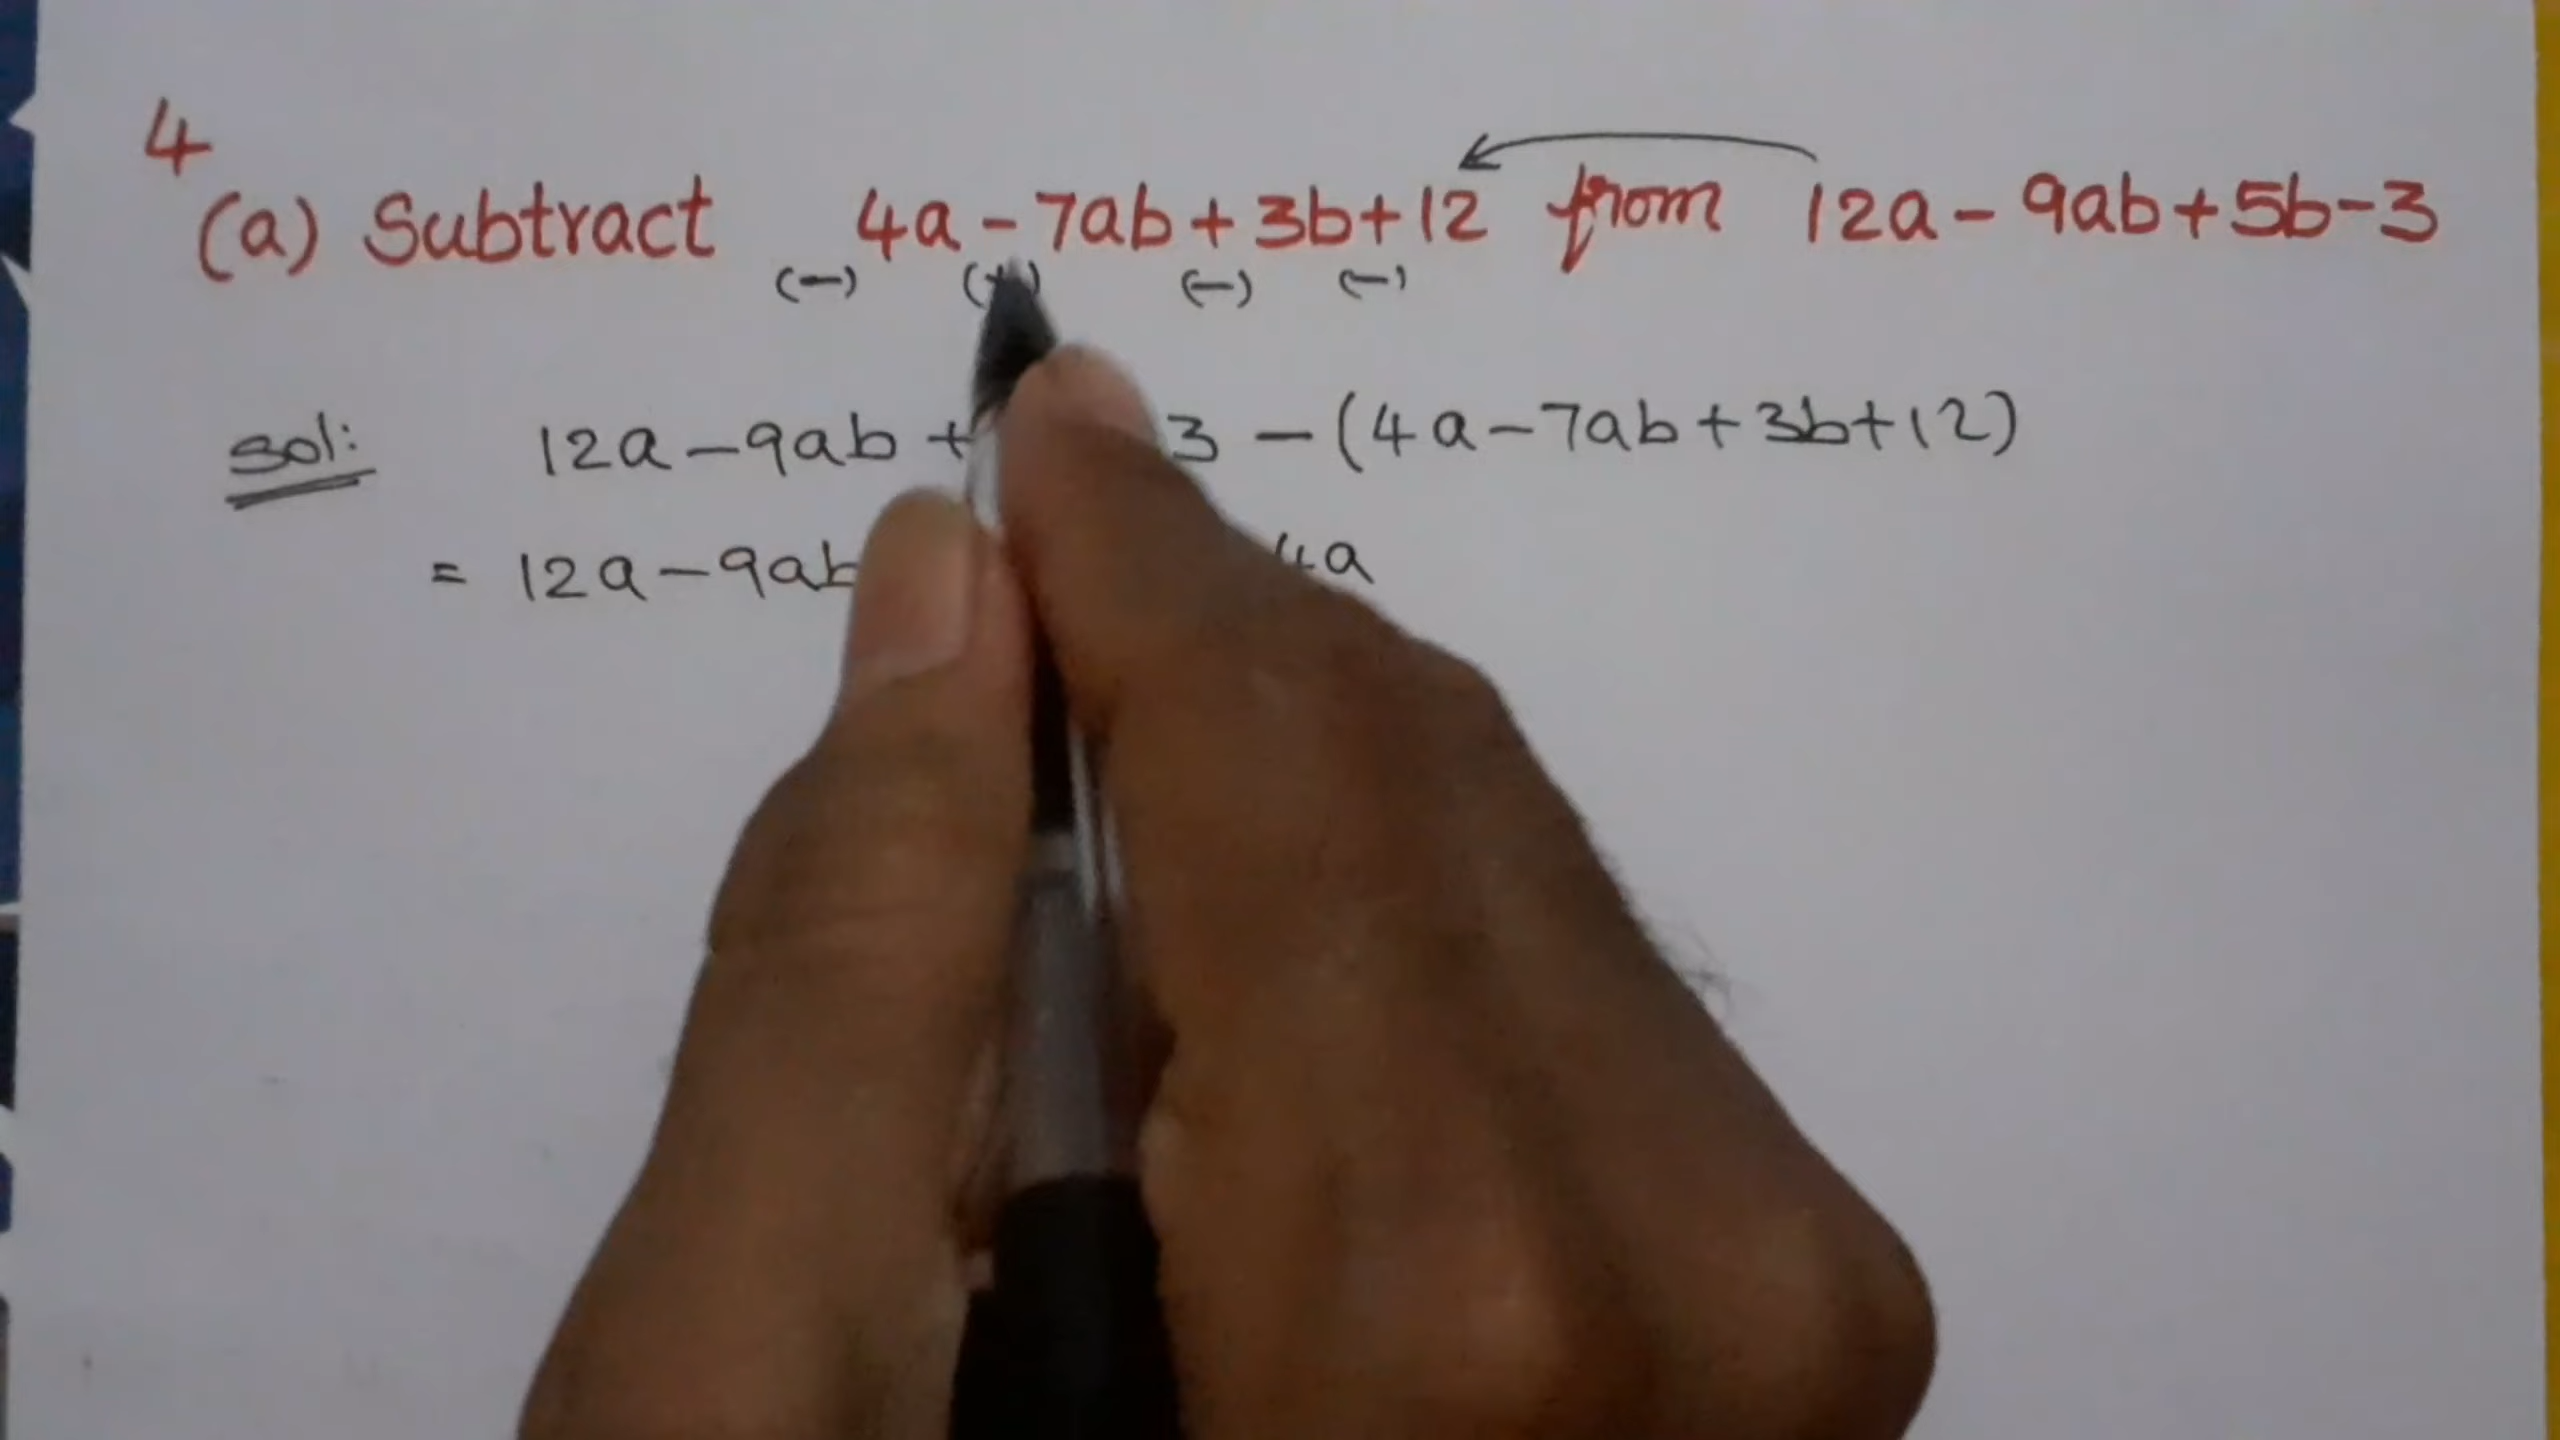 4
(a) Subtract 4a - 7ab + 3b + 12 from 12a - 9ab + 5b - 3
(-) (+) (-) (-)
Sol: 12a - 9ab + 3 - (4a - 7ab + 3b + 12)
= 12a - 9ab 4a